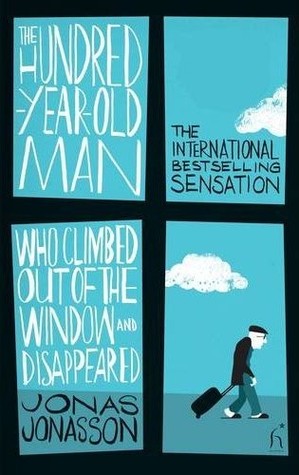 THE
HUNDRED
-YEAR-OLD
MAN
THE
INTERNATIONAL
BESTSELLING
SENSATION
WHO CLIMBED
OUT OF THE
WINDOW AND
DISAPPEARED
JONAS
JONASSON